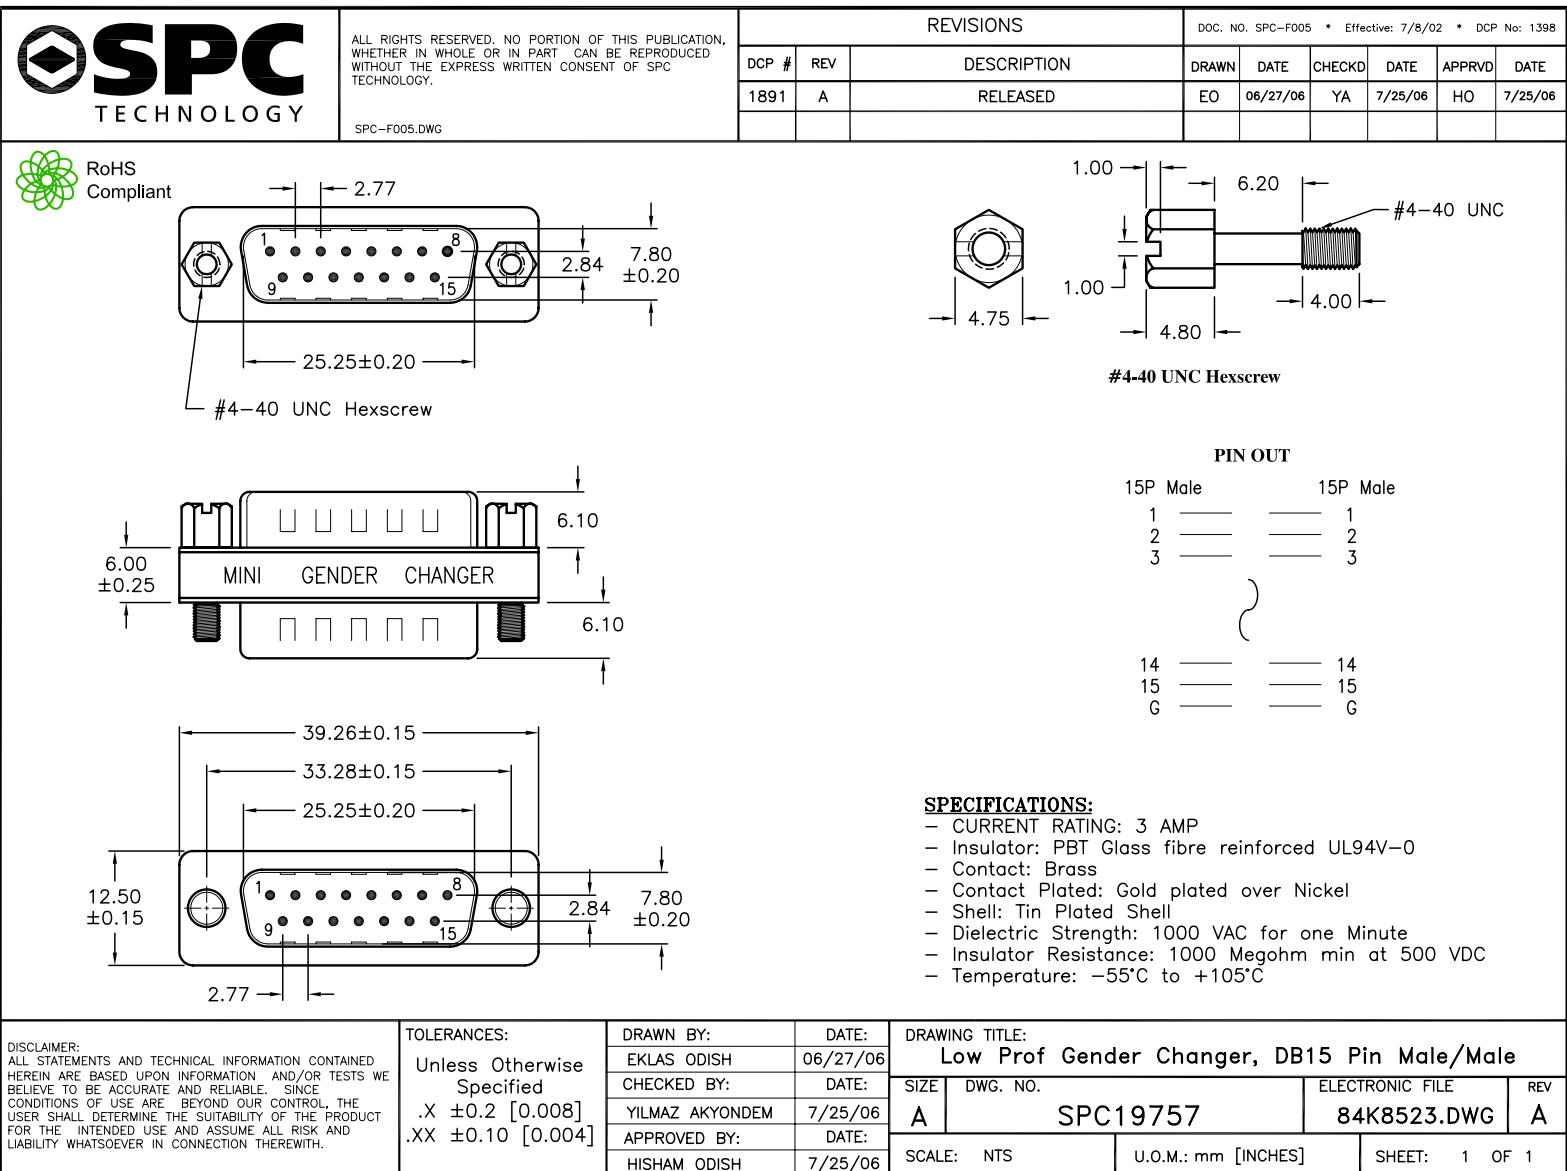 SPC
TECHNOLOGY
ALL RIGHTS RESERVED. NO PORTION OF THIS PUBLICATION,
WHETHER IN WHOLE OR IN PART CAN BE REPRODUCED
WITHOUT THE EXPRESS WRITTEN CONSENT OF SPC
TECHNOLOGY.
SPC-F005.DWG
REVISIONS
DOC. NO. SPC-F005 * Effective: 7/8/02 * DCP No: 1398
DCP # REV DESCRIPTION DRAWN DATE CHECKD DATE APPRVD DATE
1891 A RELEASED EO 06/27/06 YA 7/25/06 HO 7/25/06
RoHS
Compliant
2.77
1
8
9
15
2.84
7.80
±0.20
25.25±0.20
#4-40 UNC Hexscrew
1.00
6.20
#4-40 UNC
1.00
4.75
4.80
4.00
#4-40 UNC Hexscrew
6.10
6.00
±0.25
MINI GENDER CHANGER
6.10
PIN OUT
15P Male 15P Male
1 1
2 2
3 3
14 14
15 15
G G
39.26±0.15
33.28±0.15
25.25±0.20
12.50
±0.15
1
8
9
15
2.84
7.80
±0.20
2.77
SPECIFICATIONS:
- CURRENT RATING: 3 AMP
- Insulator: PBT Glass fibre reinforced UL94V-0
- Contact: Brass
- Contact Plated: Gold plated over Nickel
- Shell: Tin Plated Shell
- Dielectric Strength: 1000 VAC for one Minute
- Insulator Resistance: 1000 Megohm min at 500 VDC
- Temperature: -55°C to +105°C
DISCLAIMER:
ALL STATEMENTS AND TECHNICAL INFORMATION CONTAINED
HEREIN ARE BASED UPON INFORMATION AND/OR TESTS WE
BELIEVE TO BE ACCURATE AND RELIABLE. SINCE
CONDITIONS OF USE ARE BEYOND OUR CONTROL, THE
USER SHALL DETERMINE THE SUITABILITY OF THE PRODUCT
FOR THE INTENDED USE AND ASSUME ALL RISK AND
LIABILITY WHATSOEVER IN CONNECTION THEREWITH.
TOLERANCES:
Unless Otherwise
Specified
.X ±0.2 [0.008]
.XX ±0.10 [0.004]
DRAWN BY: DATE:
EKLAS ODISH 06/27/06
CHECKED BY: DATE:
YILMAZ AKYONDEM 7/25/06
APPROVED BY: DATE:
HISHAM ODISH 7/25/06
DRAWING TITLE:
Low Prof Gender Changer, DB15 Pin Male/Male
SIZE DWG. NO. ELECTRONIC FILE REV
A SPC19757 84K8523.DWG A
SCALE: NTS U.O.M.: mm [INCHES] SHEET: 1 OF 1